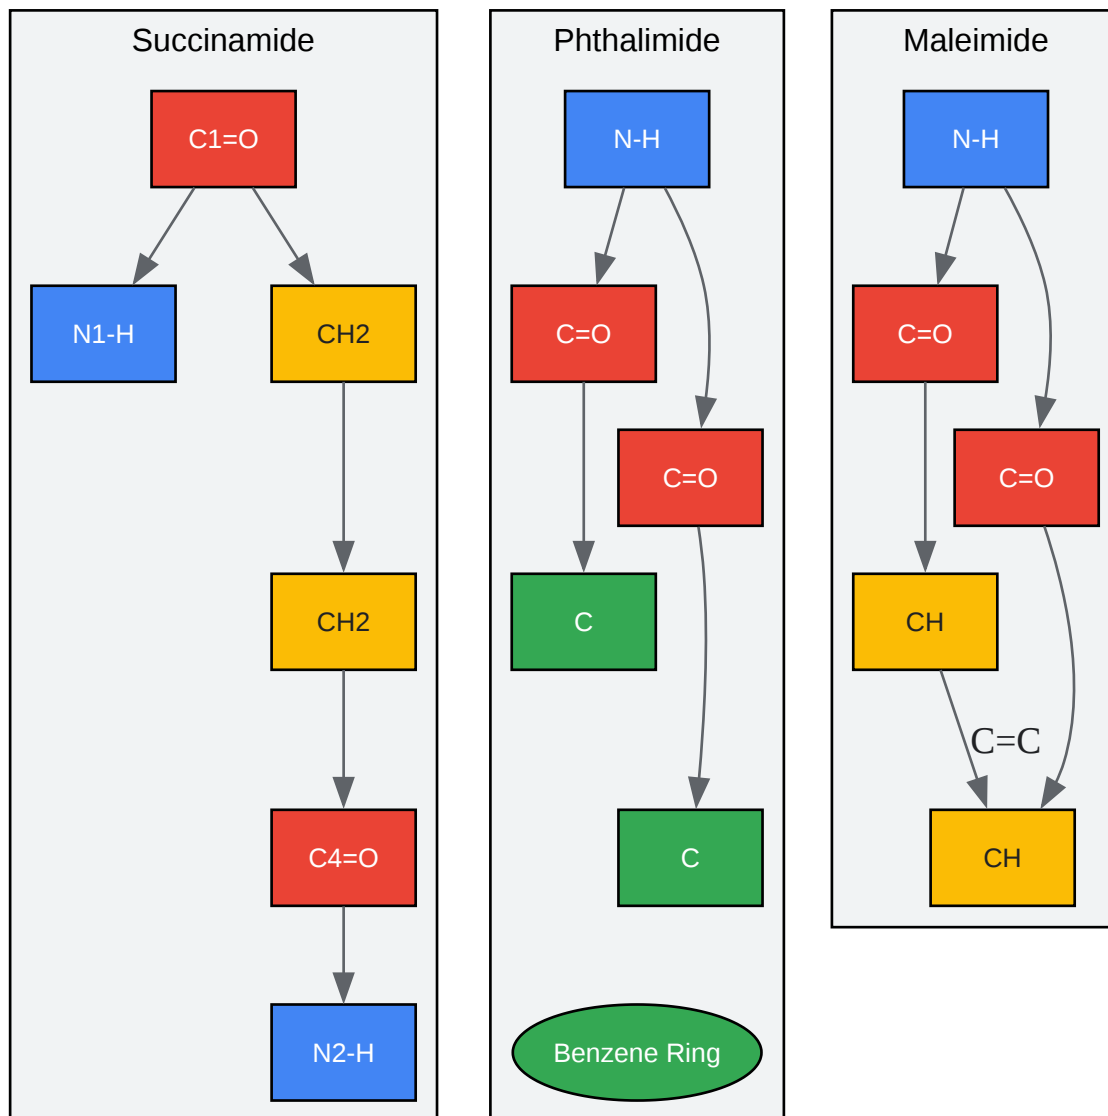 Succinamide
C1=O
N1-H
CH2
CH2
C4=O
N2-H
Phthalimide
N-H
C=O
C=O
C
C
Benzene Ring
Maleimide
N-H
C=O
C=O
CH
C=C
CH